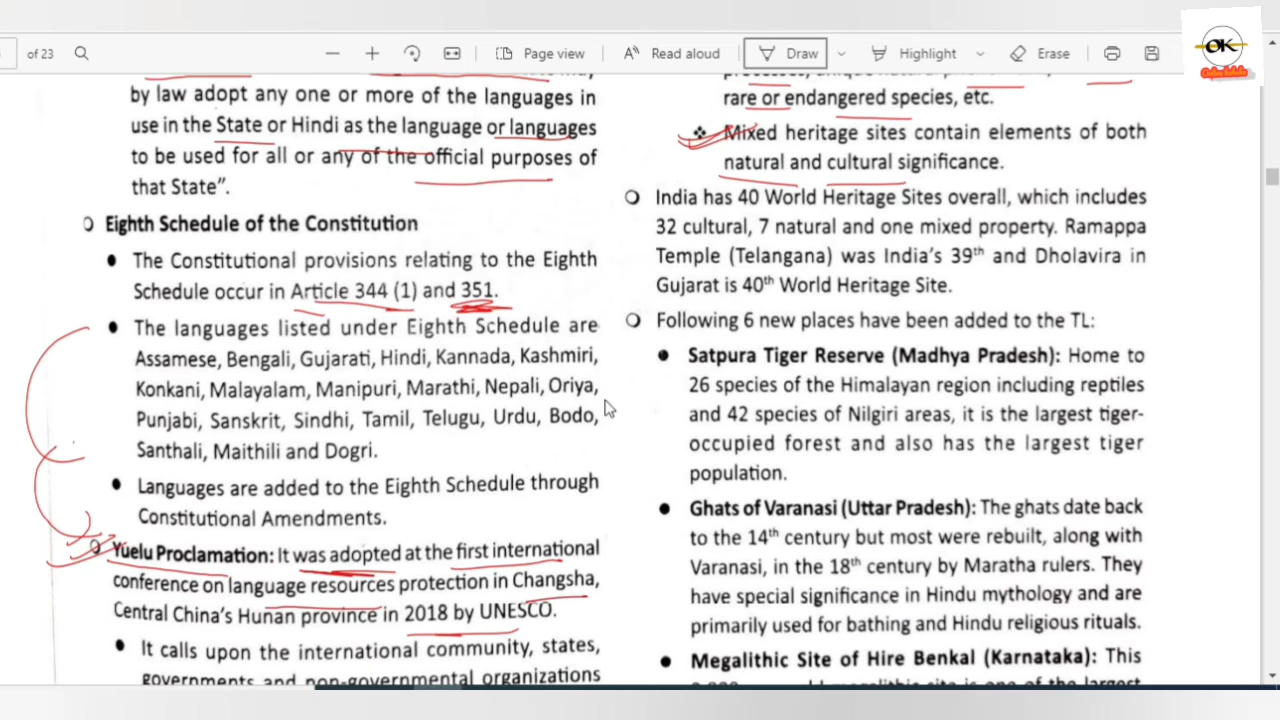 of 23
Page view
Read aloud
Draw
Highlight
Erase
OK
by law adopt any one or more of the languages in
use in the State or Hindi as the language or languages
to be used for all or any of the official purposes of
that State”.
Eighth Schedule of the Constitution
The Constitutional provisions relating to the Eighth
Schedule occur in Article 344 (1) and 351.
The languages listed under Eighth Schedule are
Assamese, Bengali, Gujarati, Hindi, Kannada, Kashmiri,
Konkani, Malayalam, Manipuri, Marathi, Nepali, Oriya,
Punjabi, Sanskrit, Sindhi, Tamil, Telugu, Urdu, Bodo,
Santhali, Maithili and Dogri.
Languages are added to the Eighth Schedule through
Constitutional Amendments.
Yuelu Proclamation: It was adopted at the first international
conference on language resources protection in Changsha,
Central China’s Hunan province in 2018 by UNESCO.
It calls upon the international community, states,
governments and non-governmental organizations
rare or endangered species, etc.
Mixed heritage sites contain elements of both
natural and cultural significance.
India has 40 World Heritage Sites overall, which includes
32 cultural, 7 natural and one mixed property. Ramappa
Temple (Telangana) was India’s 39th and Dholavira in
Gujarat is 40th World Heritage Site.
Following 6 new places have been added to the TL:
Satpura Tiger Reserve (Madhya Pradesh): Home to
26 species of the Himalayan region including reptiles
and 42 species of Nilgiri areas, it is the largest tiger-
occupied forest and also has the largest tiger
population.
Ghats of Varanasi (Uttar Pradesh): The ghats date back
to the 14th century but most were rebuilt, along with
Varanasi, in the 18th century by Maratha rulers. They
have special significance in Hindu mythology and are
primarily used for bathing and Hindu religious rituals.
Megalithic Site of Hire Benkal (Karnataka): This